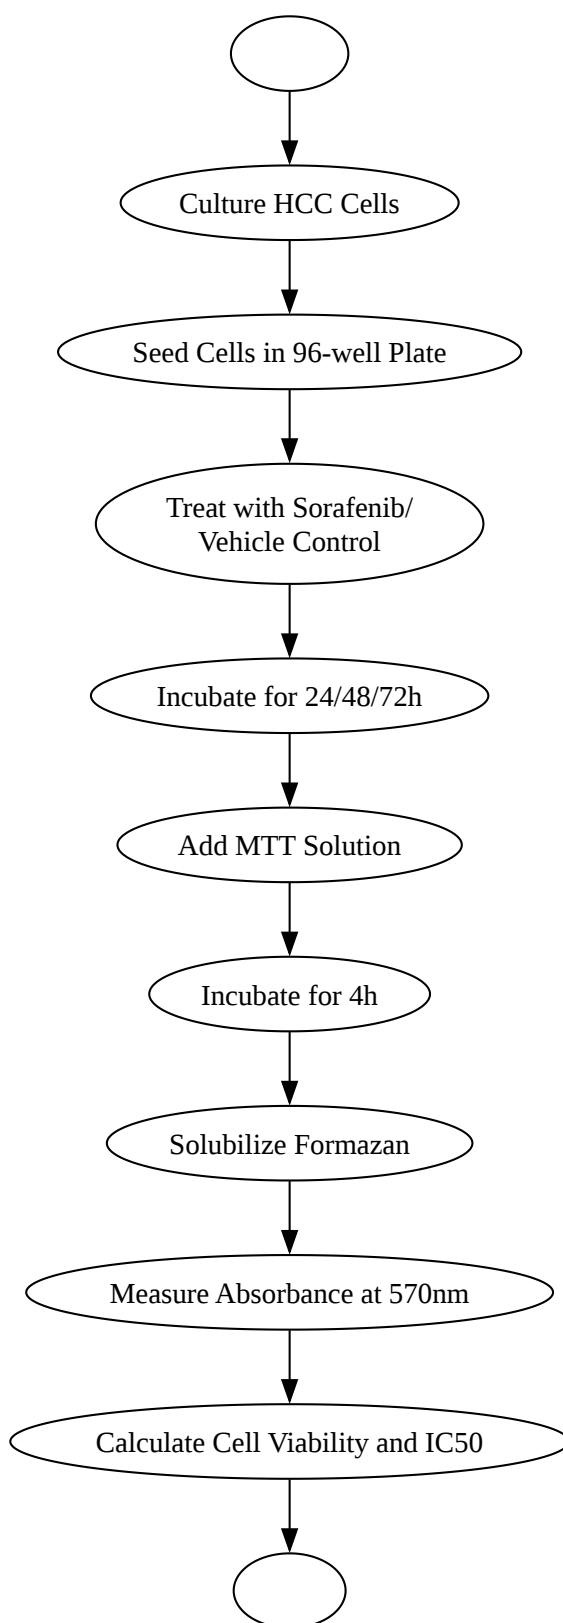 Culture HCC Cells
Seed Cells in 96-well Plate
Treat with Sorafenib/
Vehicle Control
Incubate for 24/48/72h
Add MTT Solution
Incubate for 4h
Solubilize Formazan
Measure Absorbance at 570nm
Calculate Cell Viability and IC50